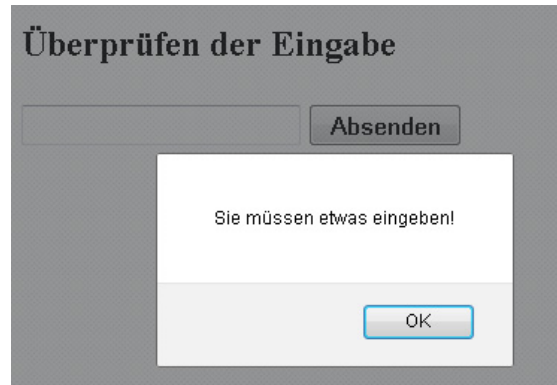 Überprüfen der Eingabe
Absenden
Sie müssen etwas eingeben!
OK